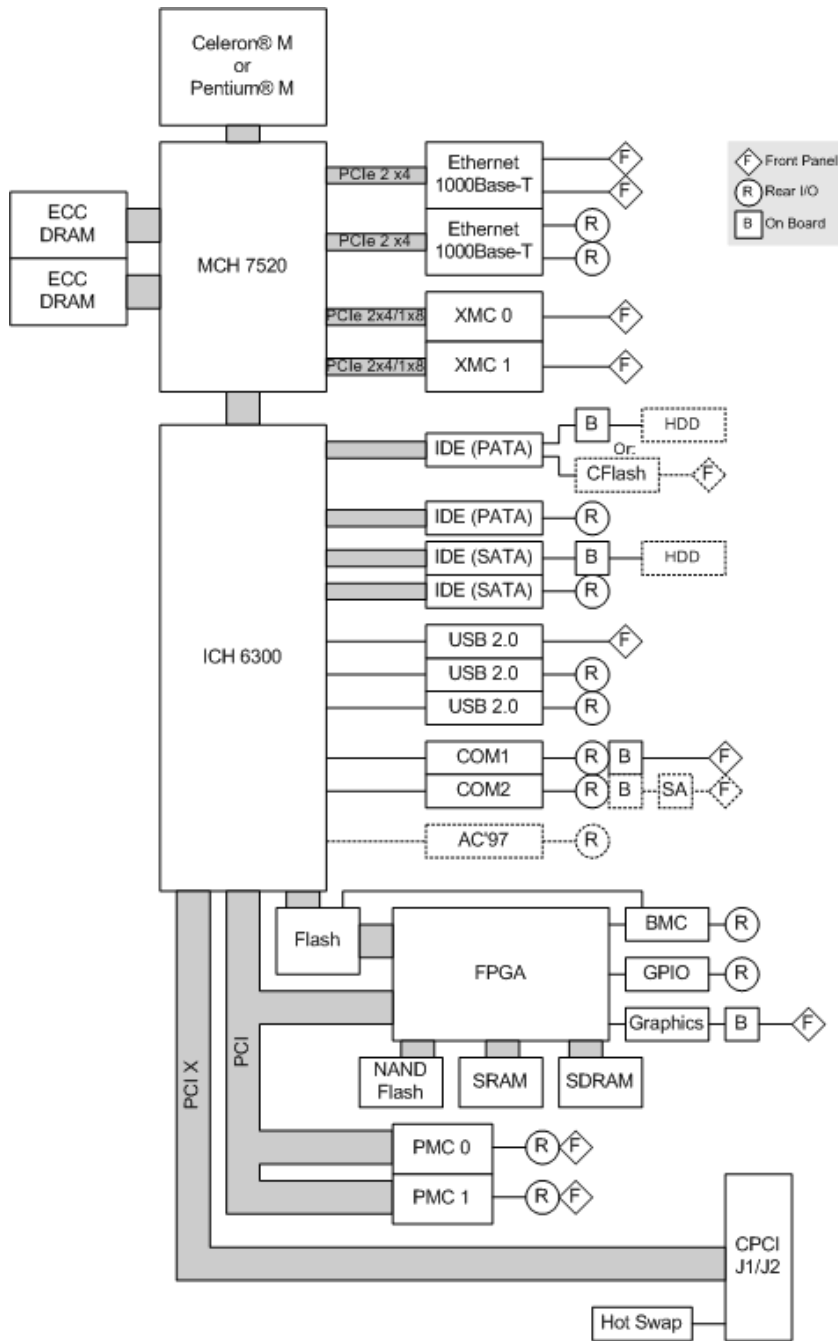 Celeron® M
or
Pentium® M
MCH 7520
ECC
DRAM
ECC
DRAM
PCIe 2 x4
Ethernet
1000Base-T
F
F
PCIe 2 x4
Ethernet
1000Base-T
R
R
PCIe 2x4/1x8
XMC 0
F
PCIe 2x4/1x8
XMC 1
F
F Front Panel
R Rear I/O
B On Board
ICH 6300
IDE (PATA)
B
HDD
Or:
CFlash
F
IDE (PATA)
R
IDE (SATA)
B
HDD
IDE (SATA)
R
USB 2.0
F
USB 2.0
R
USB 2.0
R
COM1
R
B
F
COM2
R
B
SA
F
AC'97
R
Flash
FPGA
BMC
R
GPIO
R
Graphics
B
F
NAND
Flash
SRAM
SDRAM
PCI X
PCI
PMC 0
R
F
PMC 1
R
F
CPCI
J1/J2
Hot Swap